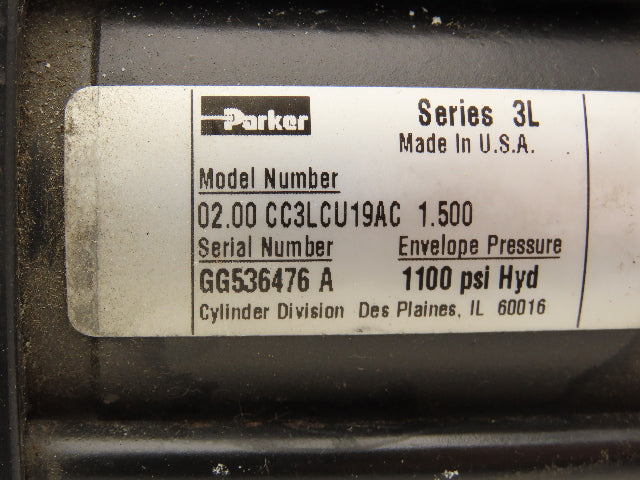 Parker
Series 3L
Made In U.S.A.
Model Number
02.00 CC3LCU19AC 1.500
Serial Number Envelope Pressure
GG536476 A 1100 psi Hyd
Cylinder Division Des Plaines, IL 60016